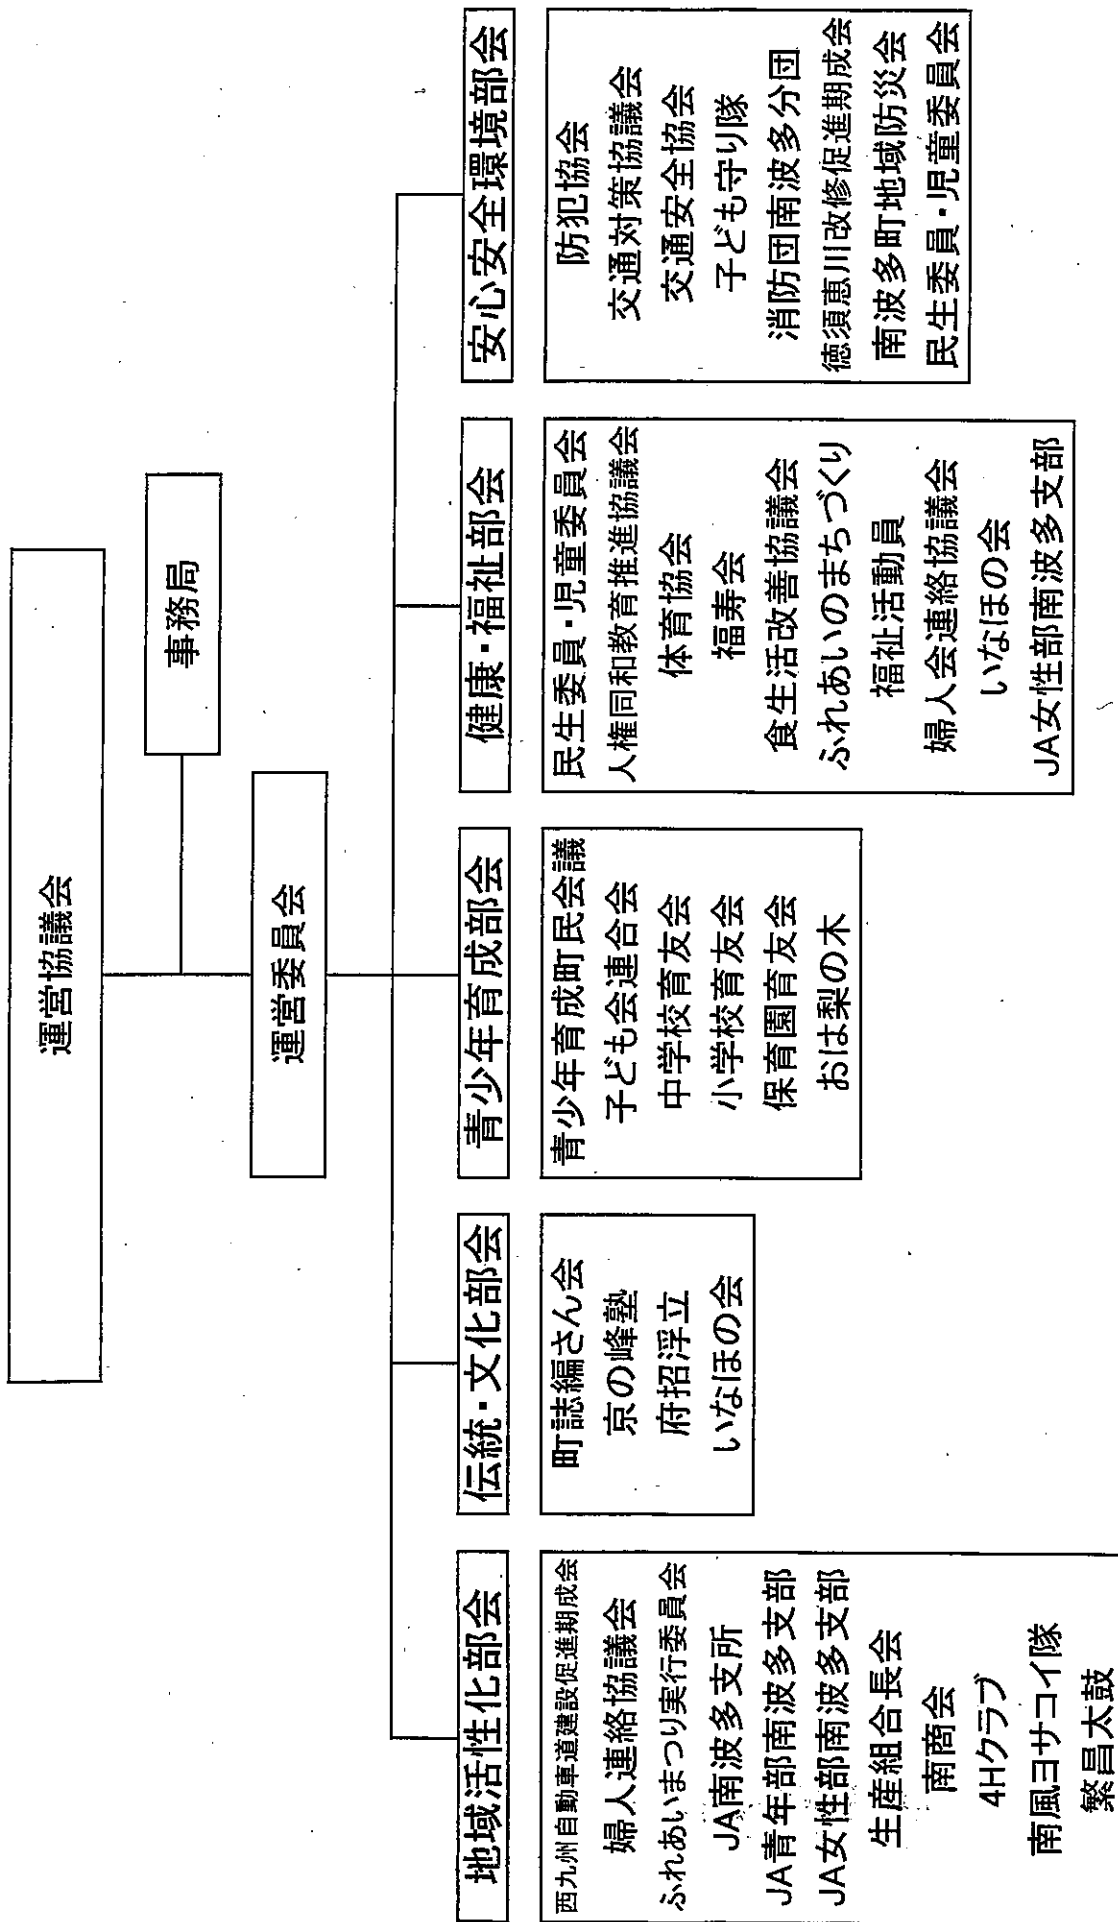 運営協議会
事務局
運営委員会
地域活性化部会
西九州自動車道建設促進期成会
婦人連絡協議会
ふれあいまつり実行委員会
JA南波多支所
JA青年部南波多支部
JA女性部南波多支部
生産組合長会
南商会
4Hクラブ
南風ヨサコイ隊
繁昌太鼓
伝統・文化部会
町誌編さん会
京の峰塾
府招浮立
いなほの会
青少年育成部会
青少年育成町民会議
子ども会連合会
中学校育友会
小学校育友会
保育園育友会
おは梨の木
健康・福祉部会
民生委員・児童委員会
人権同和教育推進協議会
体育協会
福寿会
食生活改善協議会
ふれあいのまちづくり
福祉活動員
婦人会連絡協議会
いなほの会
JA女性部南波多支部
安心安全環境部会
防犯協会
交通対策協議会
交通安全協会
子ども守り隊
消防団南波多分団
徳須恵川改修促進期成会
南波多町地域防災会
民生委員・児童委員会